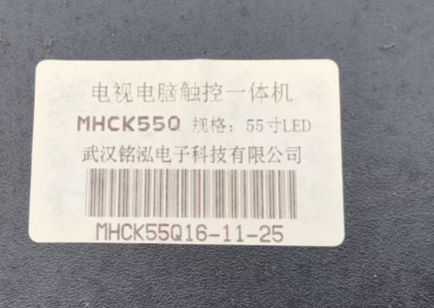 电视电脑触控一体机
MHCK55Q 规格：55寸LED
武汉铭泓电子科技有限公司
MHCK55Q16-11-25